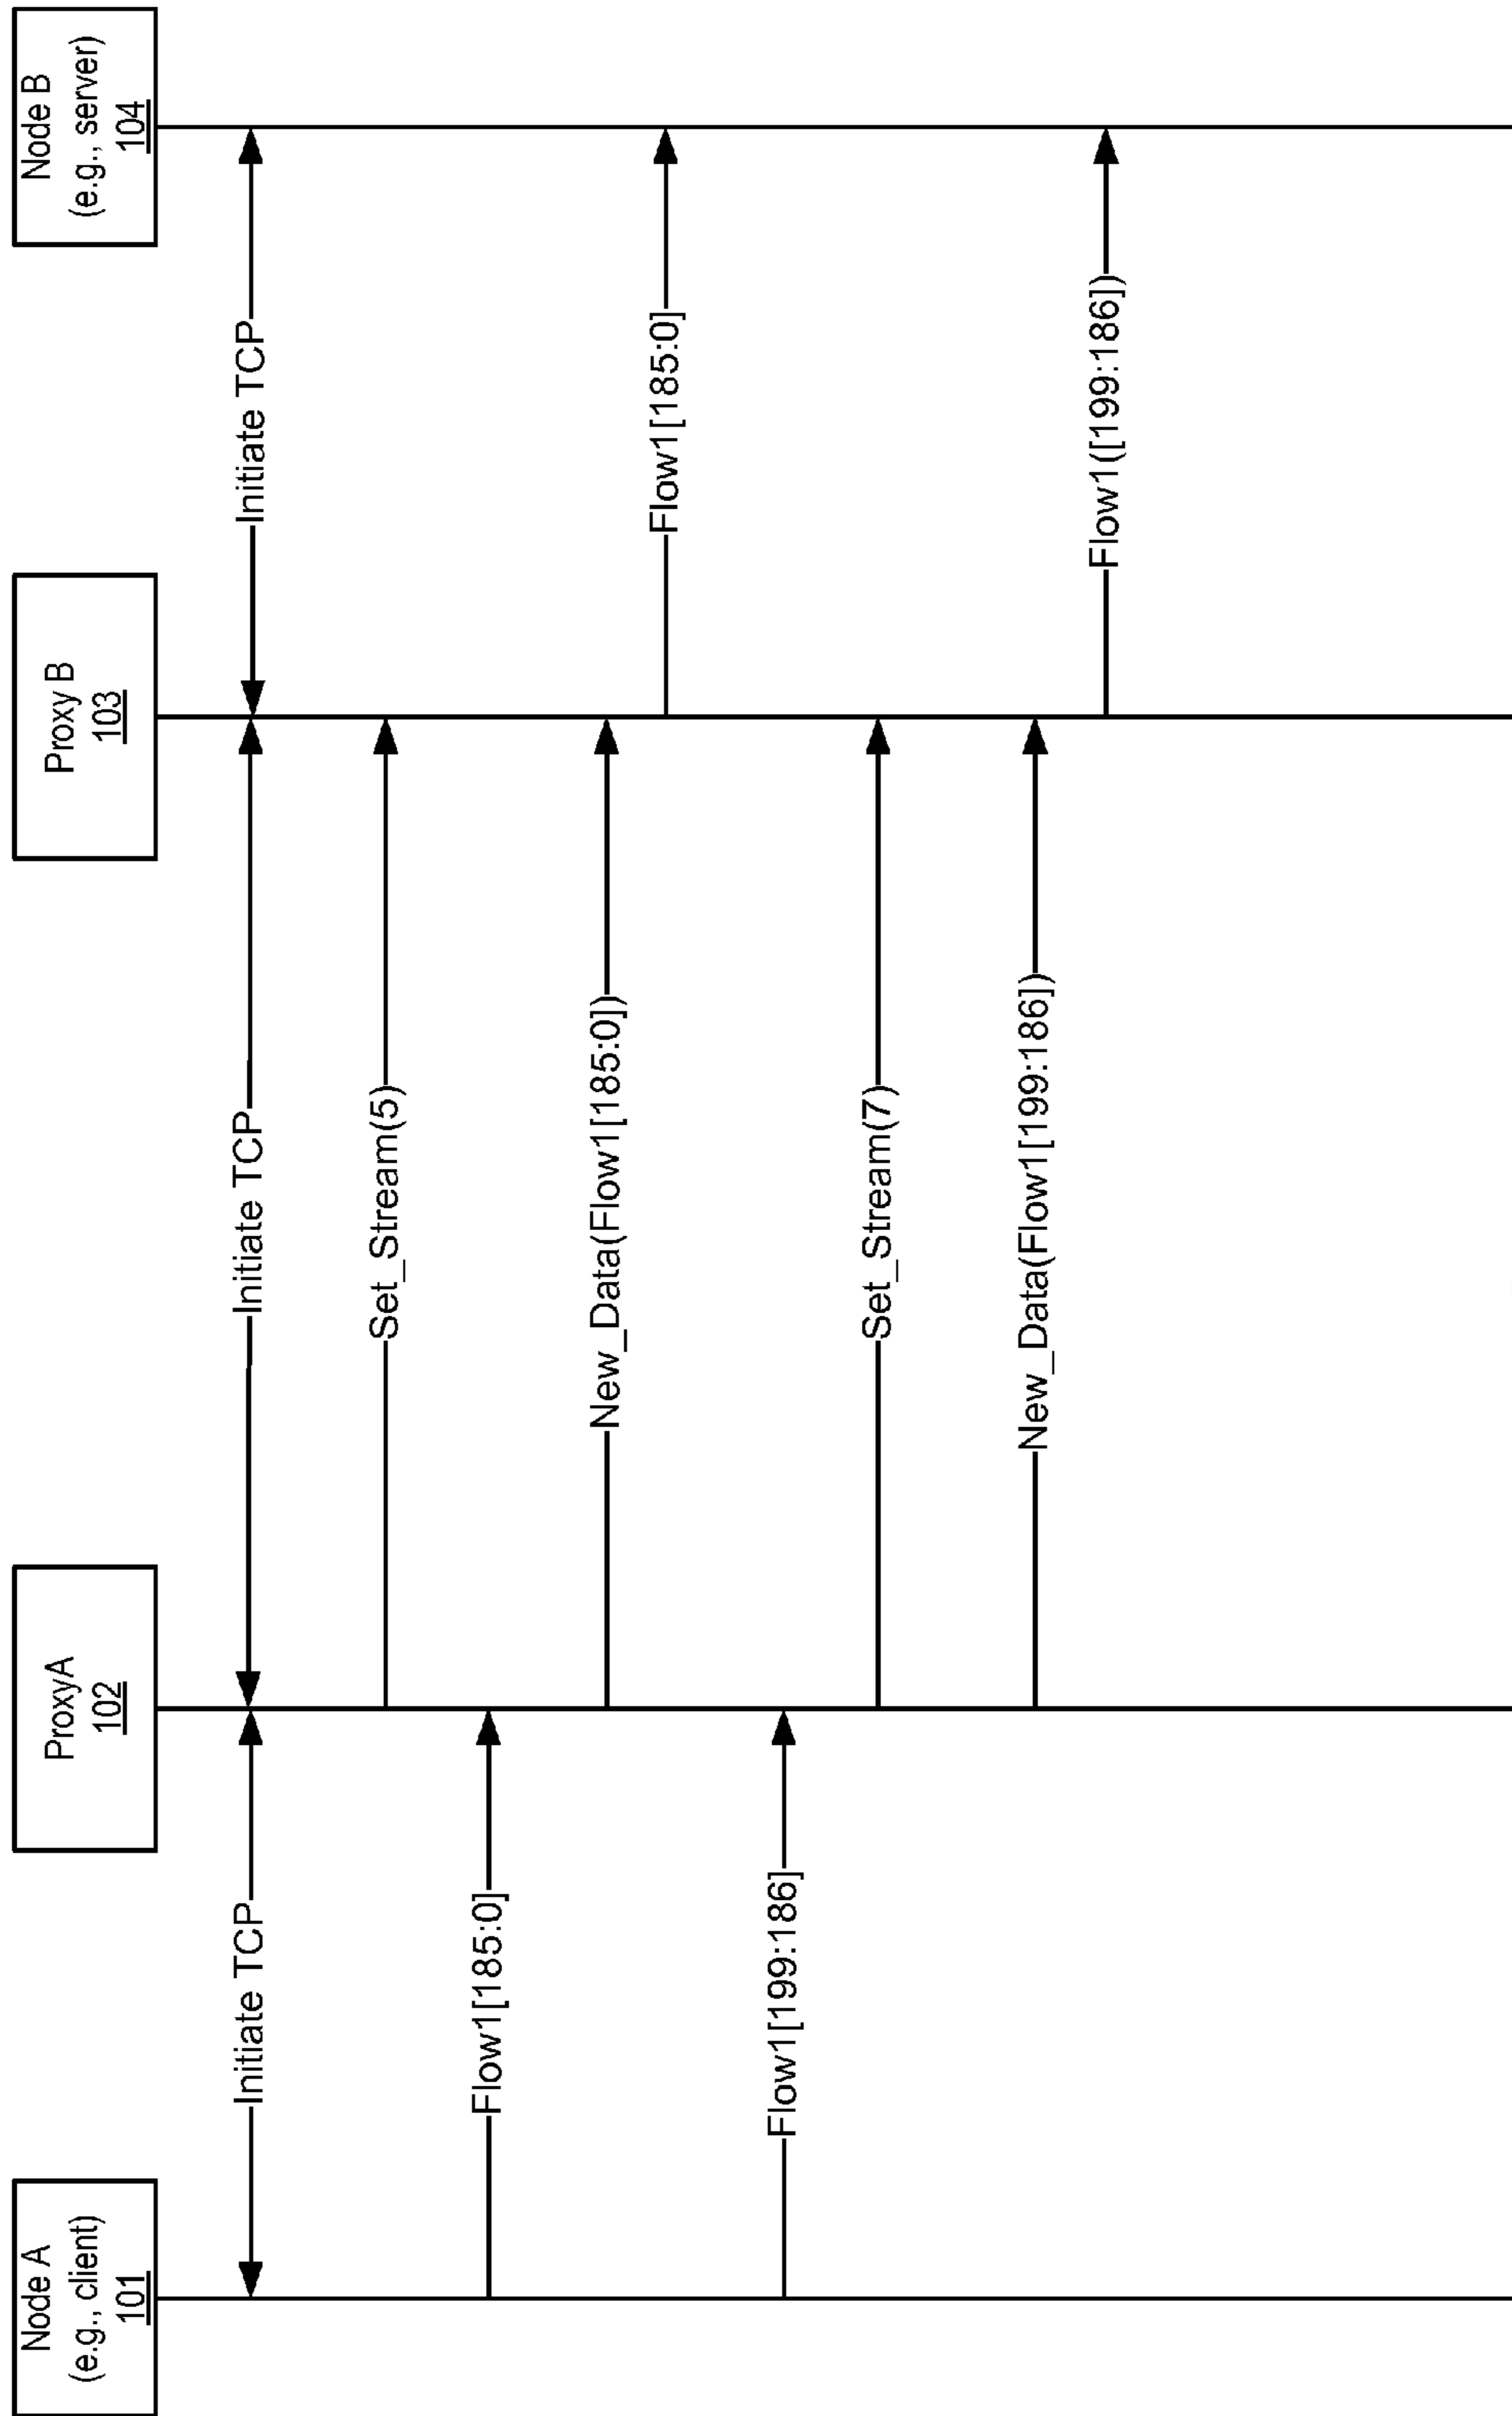 Node A
(e.g., client)
101
ProxyA
102
Proxy B
103
Node B
(e.g., server)
104
Initiate TCP
Initiate TCP
Initiate TCP
Set_Stream(5)
Flow1[185:0]
New_Data(Flow1[185:0])
Flow1[185:0]
Flow1[199:186]
Set_Stream(7)
New_Data(Flow1[199:186])
Flow1([199:186])